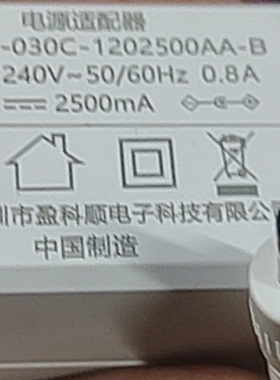 电源适配器
-030C-1202500AA-B
240V~50/60Hz 0.8A
⎓ 2500mA
圳市盈科顺电子科技有限公
中国制造